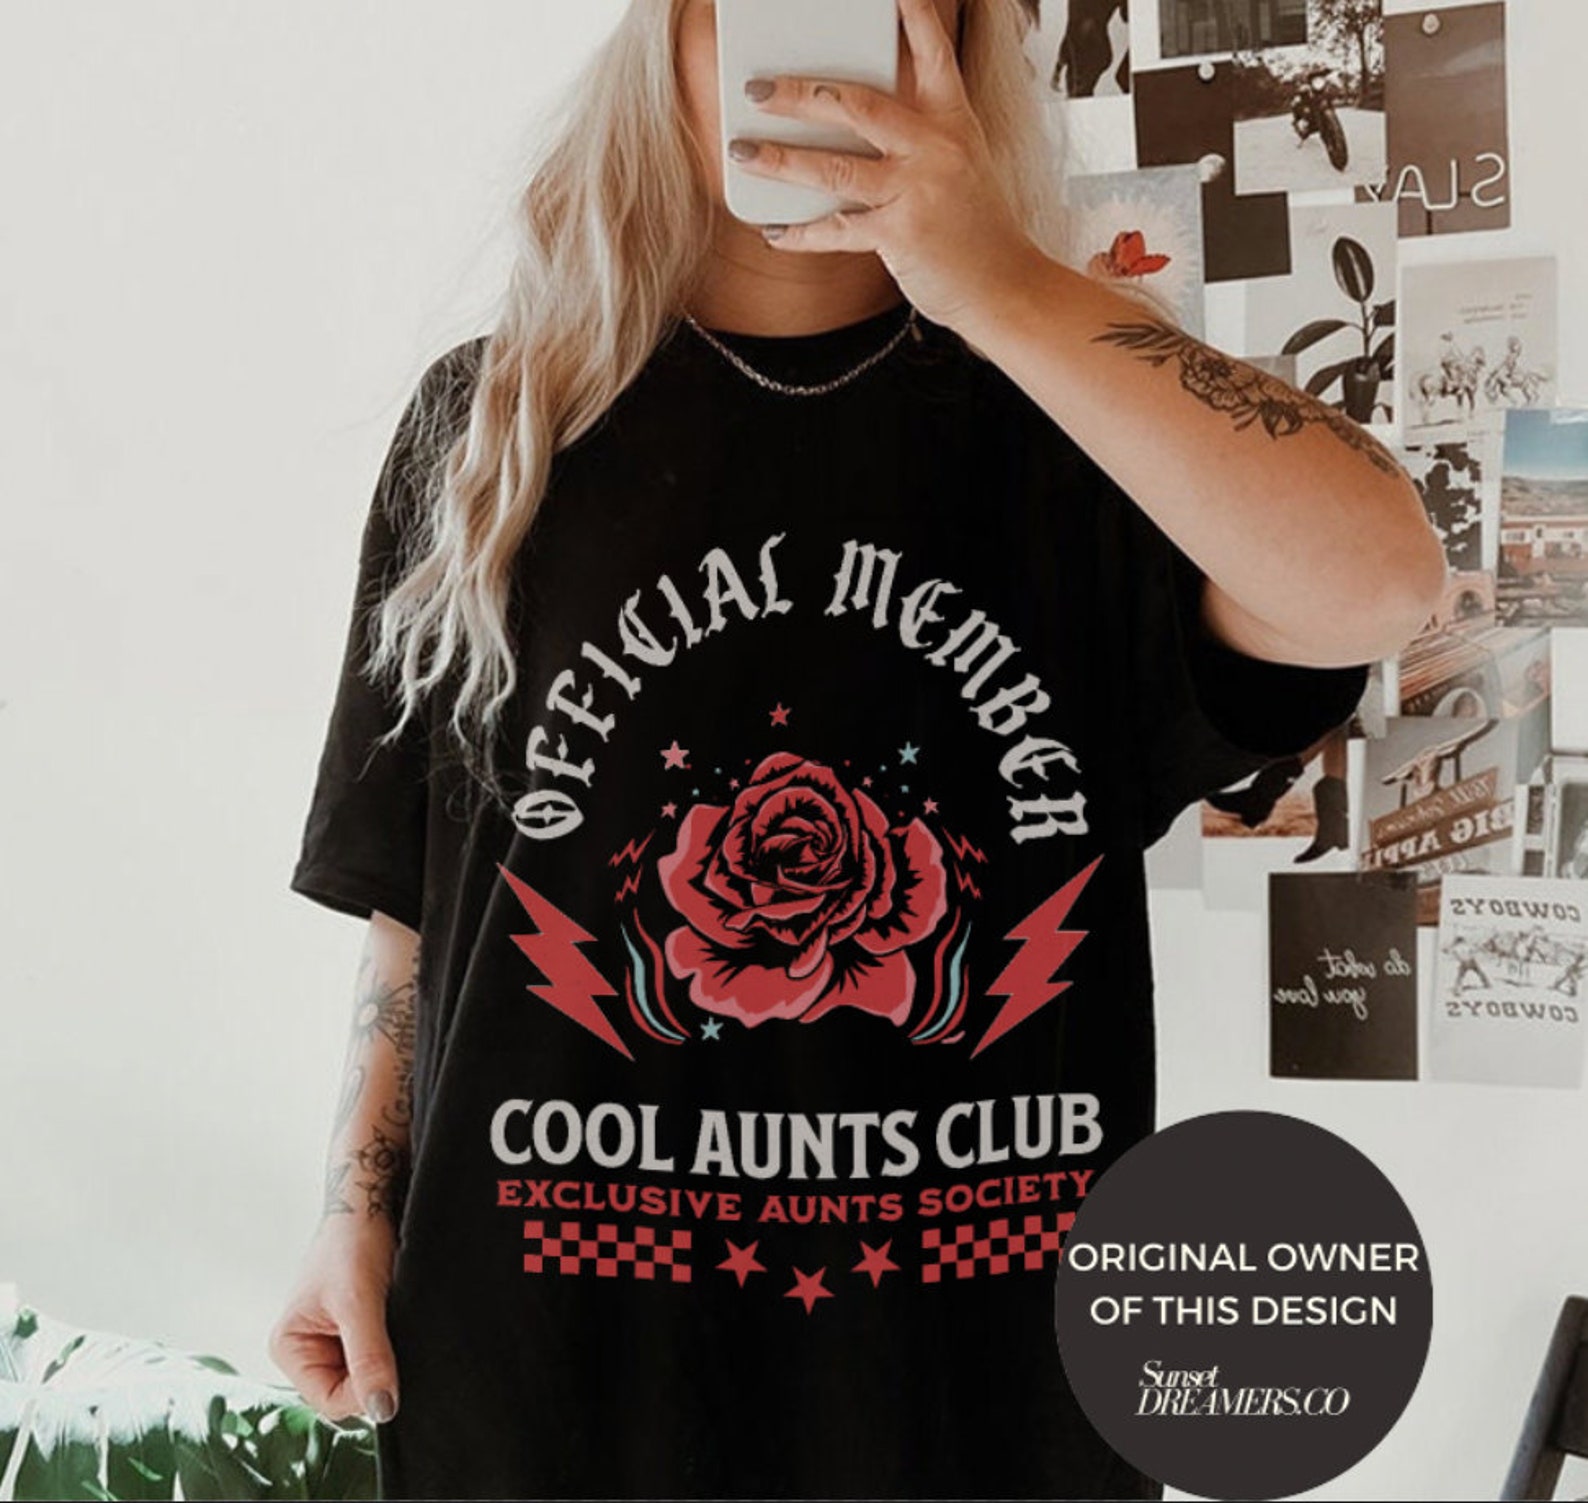 SLAY
OFFICIAL MEMBER
COOL AUNTS CLUB
EXCLUSIVE AUNTS SOCIETY
BIG APPLE
COWBOYS
do what
you love
COWBOYS
ORIGINAL OWNER
OF THIS DESIGN
Sunset
DREAMERS.CO